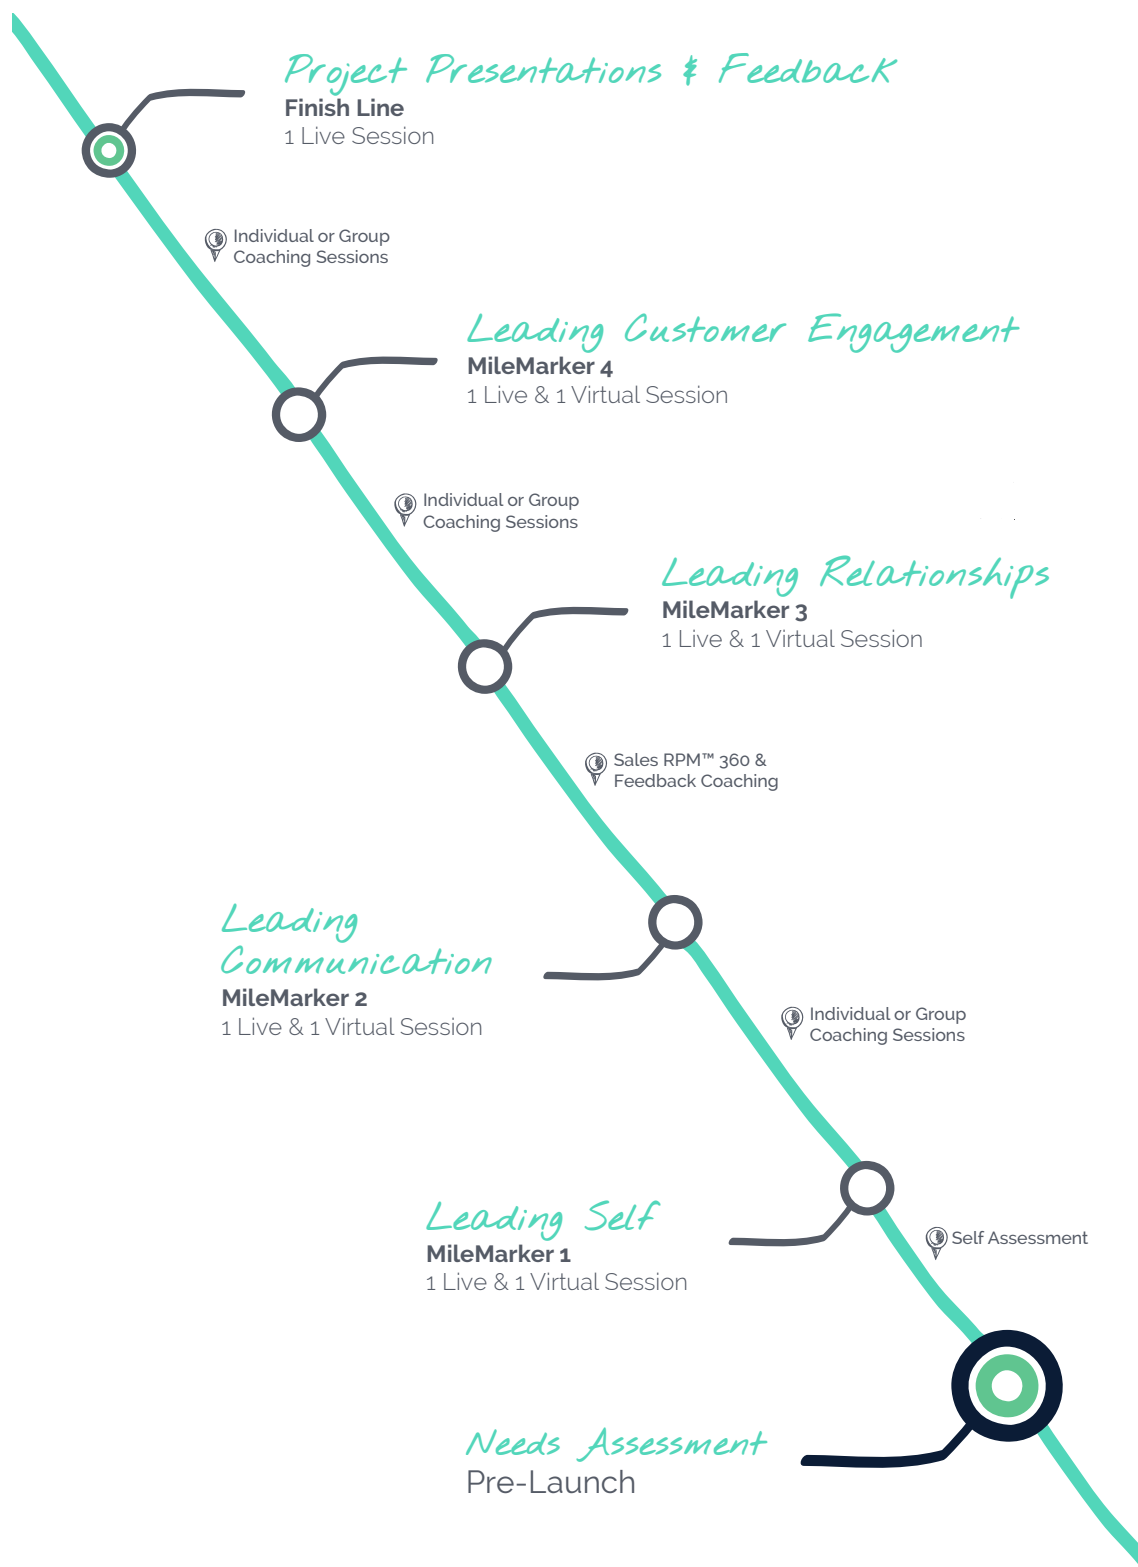 Project Presentations & Feedback
Finish Line
1 Live Session
Individual or Group
Coaching Sessions
Leading Customer Engagement
MileMarker 4
1 Live & 1 Virtual Session
Individual or Group
Coaching Sessions
Leading Relationships
MileMarker 3
1 Live & 1 Virtual Session
Sales RPM™ 360 &
Feedback Coaching
Leading
Communication
MileMarker 2
1 Live & 1 Virtual Session
Individual or Group
Coaching Sessions
Leading Self
MileMarker 1
1 Live & 1 Virtual Session
Self Assessment
Needs Assessment
Pre-Launch